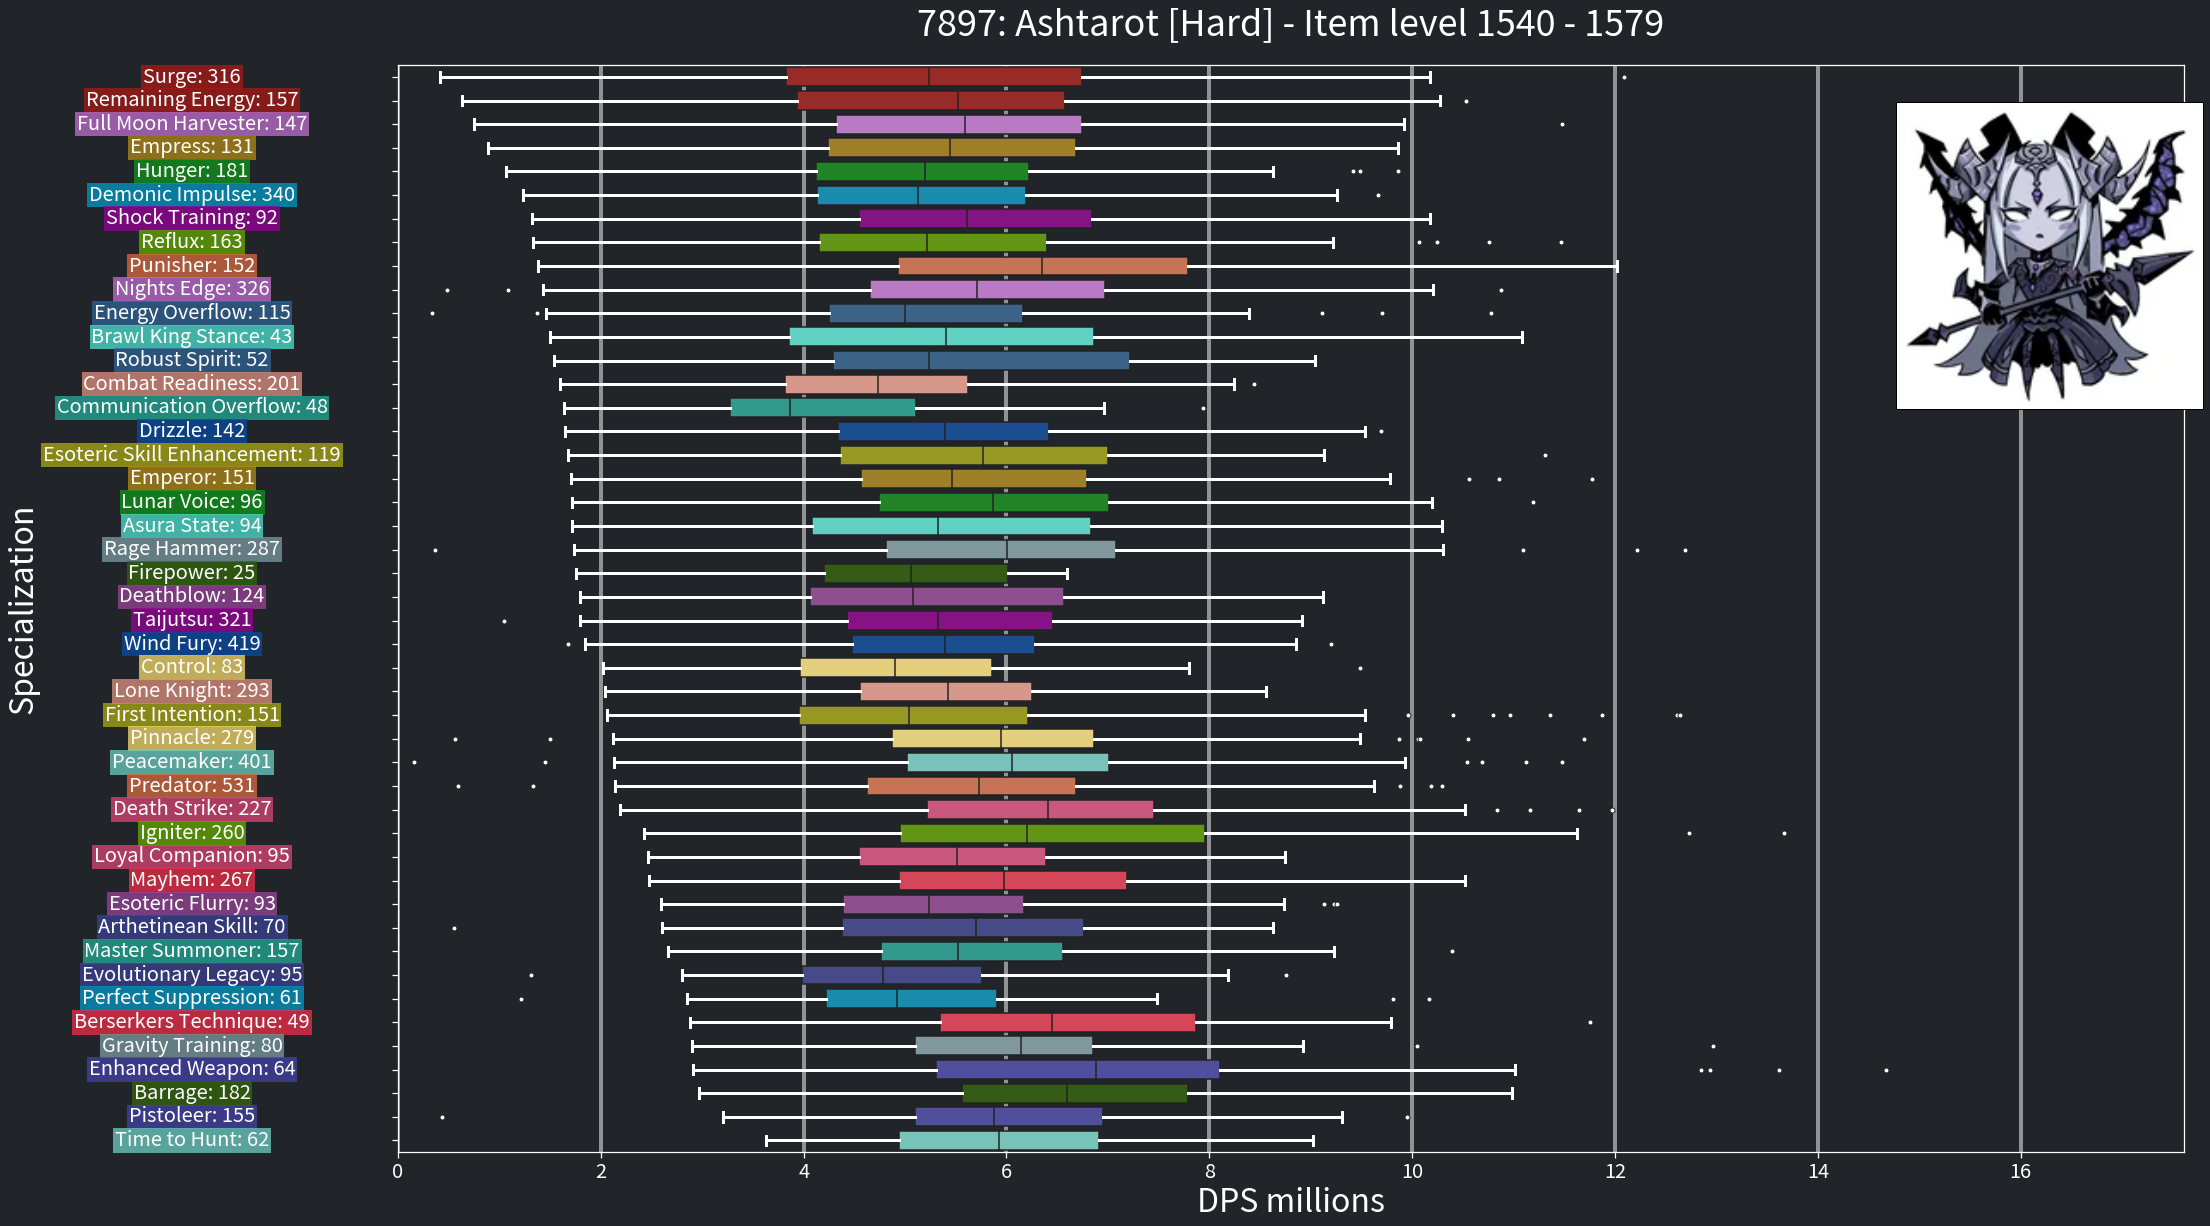 7897: Ashtarot [Hard] - Item level 1540 - 1579
Specialization
Surge: 316
Remaining Energy: 157
Full Moon Harvester: 147
Empress: 131
Hunger: 181
Demonic Impulse: 340
Shock Training: 92
Reflux: 163
Punisher: 152
Nights Edge: 326
Energy Overflow: 115
Brawl King Stance: 43
Robust Spirit: 52
Combat Readiness: 201
Communication Overflow: 48
Drizzle: 142
Esoteric Skill Enhancement: 119
Emperor: 151
Lunar Voice: 96
Asura State: 94
Rage Hammer: 287
Firepower: 25
Deathblow: 124
Taijutsu: 321
Wind Fury: 419
Control: 83
Lone Knight: 293
First Intention: 151
Pinnacle: 279
Peacemaker: 401
Predator: 531
Death Strike: 227
Igniter: 260
Loyal Companion: 95
Mayhem: 267
Esoteric Flurry: 93
Arthetinean Skill: 70
Master Summoner: 157
Evolutionary Legacy: 95
Perfect Suppression: 61
Berserkers Technique: 49
Gravity Training: 80
Enhanced Weapon: 64
Barrage: 182
Pistoleer: 155
Time to Hunt: 62
0 2 4 6 8 10 12 14 16
DPS millions